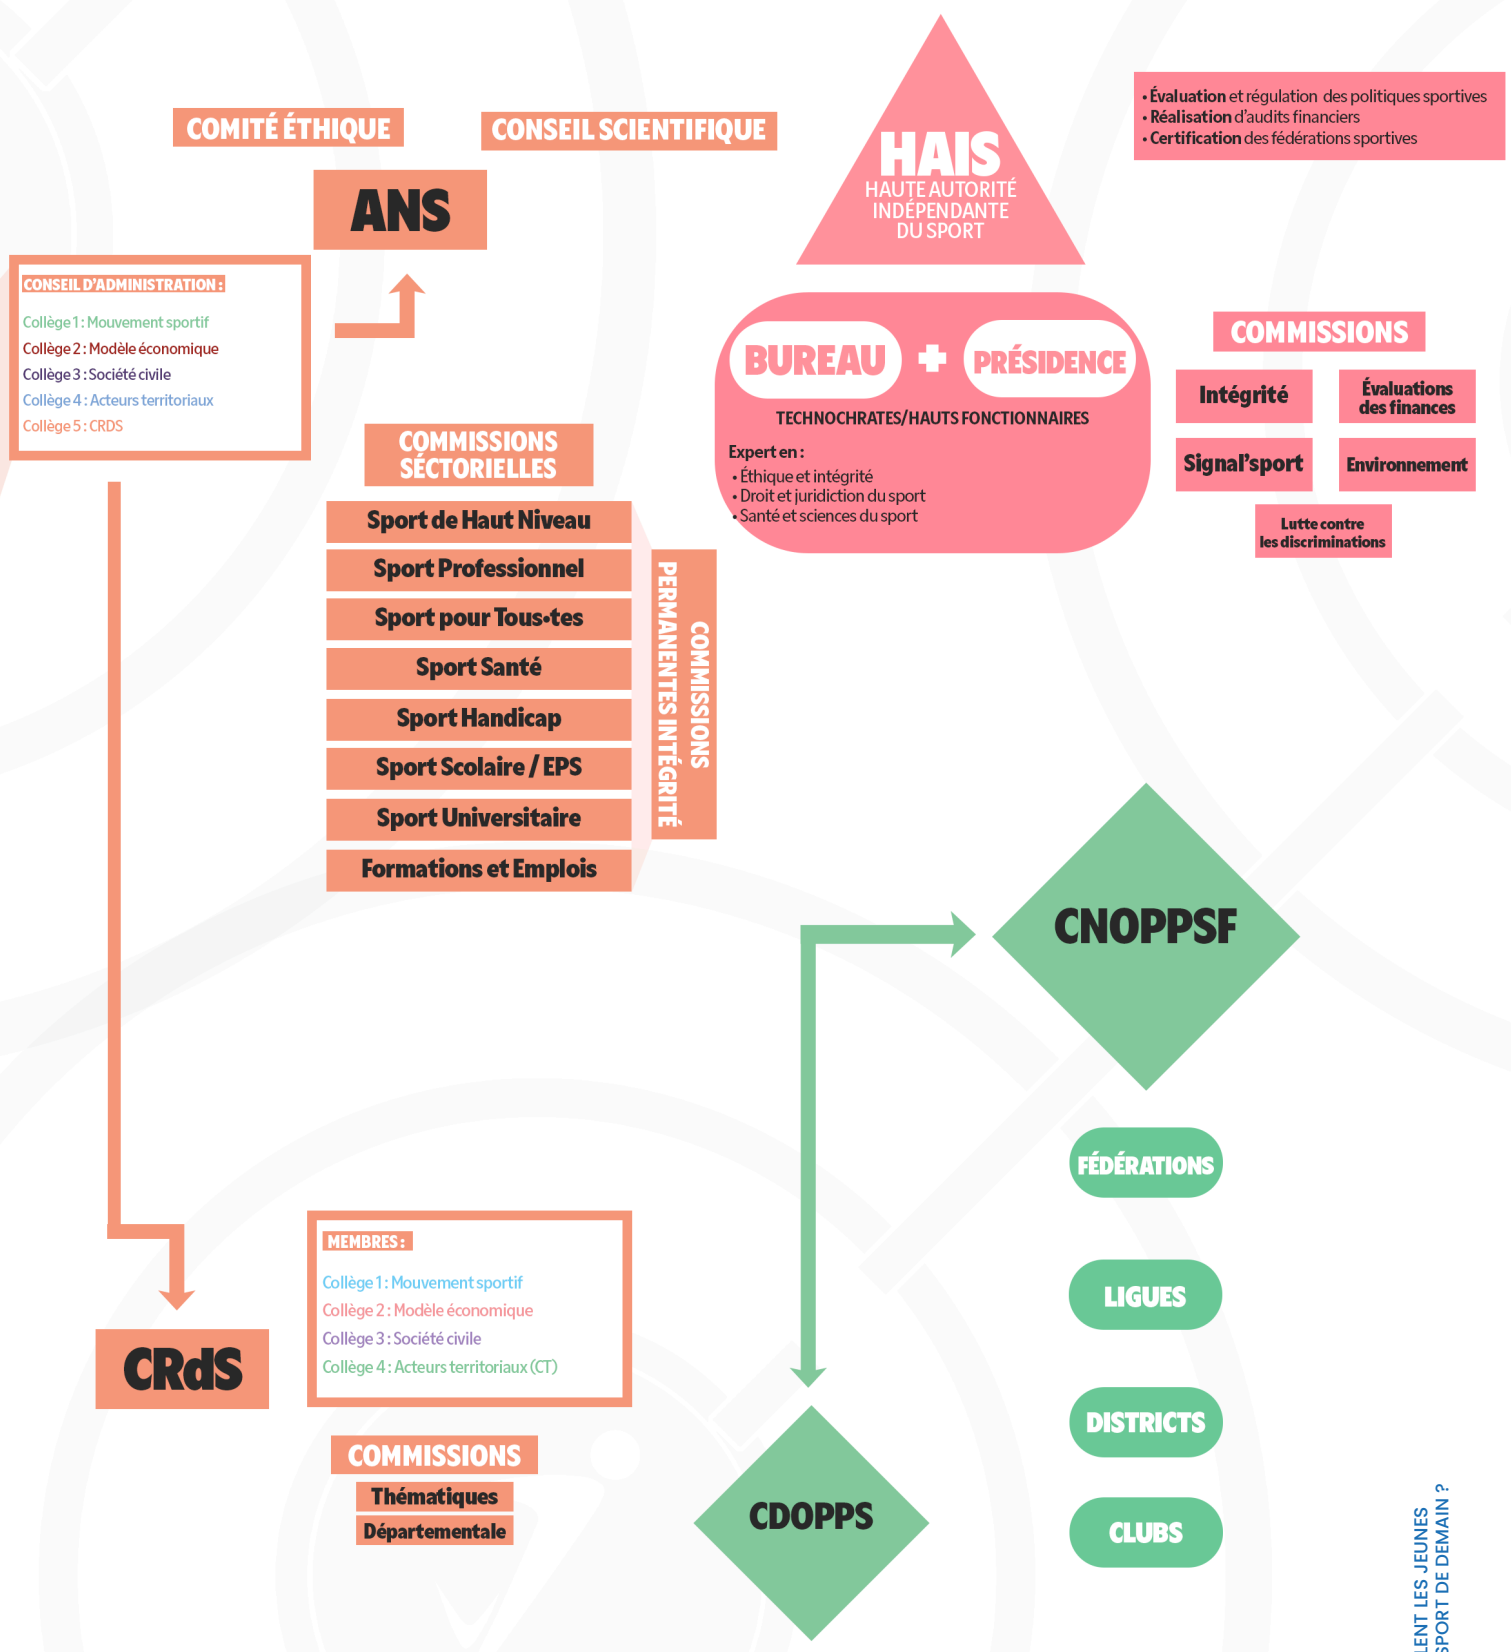 COMITÉ ÉTHIQUE
CONSEIL SCIENTIFIQUE
ANS
CONSEIL D'ADMINISTRATION :
Collège 1 : Mouvement sportif
Collège 2 : Modèle économique
Collège 3 : Société civile
Collège 4 : Acteurs territoriaux
Collège 5 : CRDS
COMMISSIONS
SÉCTORIELLES
Sport de Haut Niveau
Sport Professionnel
Sport pour Tous•tes
Sport Santé
Sport Handicap
Sport Scolaire / EPS
Sport Universitaire
Formations et Emplois
COMMISSIONS
PERMANENTES INTÉGRITÉ
HAIS
HAUTE AUTORITÉ
INDÉPENDANTE
DU SPORT
• Évaluation et régulation des politiques sportives
• Réalisation d'audits financiers
• Certification des fédérations sportives
BUREAU + PRÉSIDENCE
TECHNOCRATES/HAUTS FONCTIONNAIRES
Expert en :
• Éthique et intégrité
• Droit et juridiction du sport
• Santé et sciences du sport
COMMISSIONS
Intégrité
Évaluations
des finances
Signal'sport
Environnement
Lutte contre
les discriminations
CNOPPSF
FÉDÉRATIONS
LIGUES
DISTRICTS
CLUBS
CRdS
MEMBRES :
Collège 1 : Mouvement sportif
Collège 2 : Modèle économique
Collège 3 : Société civile
Collège 4 : Acteurs territoriaux (CT)
COMMISSIONS
Thématiques
Départementale
CDOPPS
LES JEUNES
SPORT DE DEMAIN ?